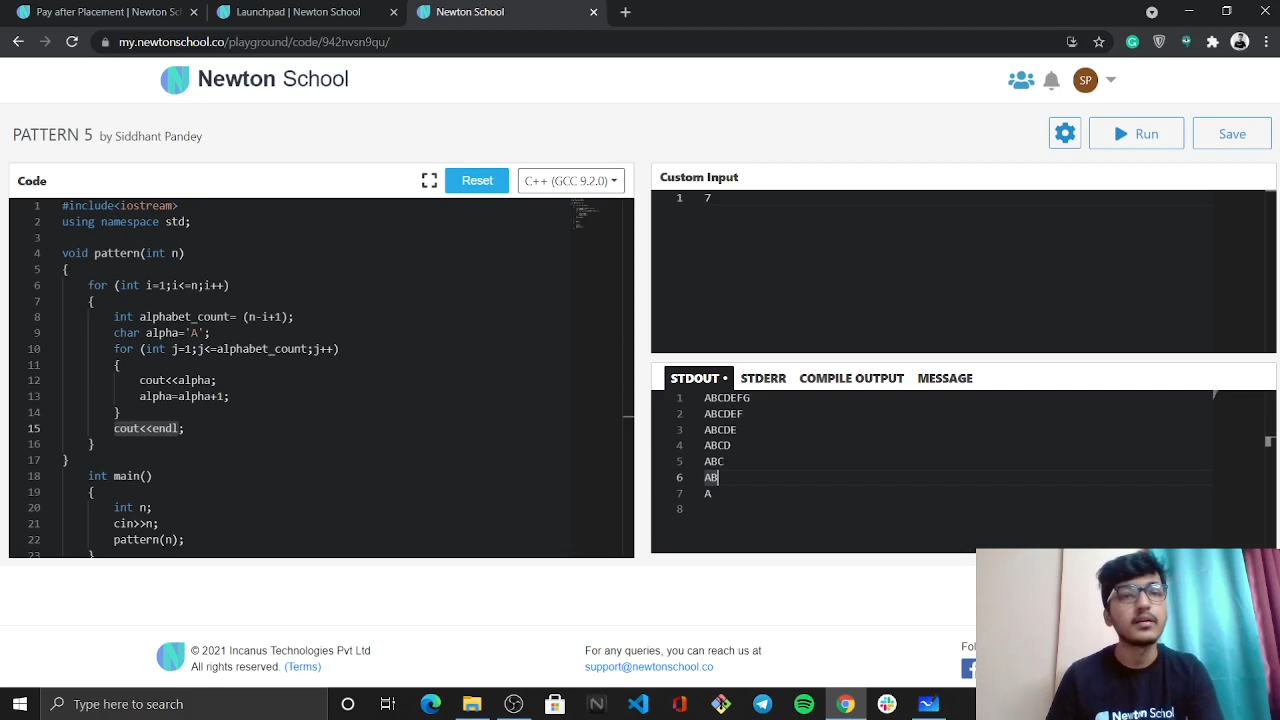 Pay after Placement | Newton Sc
Launchpad | Newton School
Newton School
my.newtonschool.co/playground/code/942nvsn9qu/
Newton School
SP
PATTERN 5 by Siddhant Pandey
Run
Save
Code
Reset
C++ (GCC 9.2.0)
1 #include<iostream>
2 using namespace std;
3
4 void pattern(int n)
5 {
6 for (int i=1;i<=n;i++)
7 {
8 int alphabet_count= (n-i+1);
9 char alpha='A';
10 for (int j=1;j<=alphabet_count;j++)
11 {
12 cout<<alpha;
13 alpha=alpha+1;
14 }
15 cout<<endl;
16 }
17 }
18 int main()
19 {
20 int n;
21 cin>>n;
22 pattern(n);
23 }
Custom Input
1 7
STDOUT • STDERR COMPILE OUTPUT MESSAGE
1 ABCDEFG
2 ABCDEF
3 ABCDE
4 ABCD
5 ABC
6 AB
7 A
8
© 2021 Incanus Technologies Pvt Ltd
All rights reserved. (Terms)
For any queries, you can reach us at
support@newtonschool.co
Fol
Newton School
Type here to search